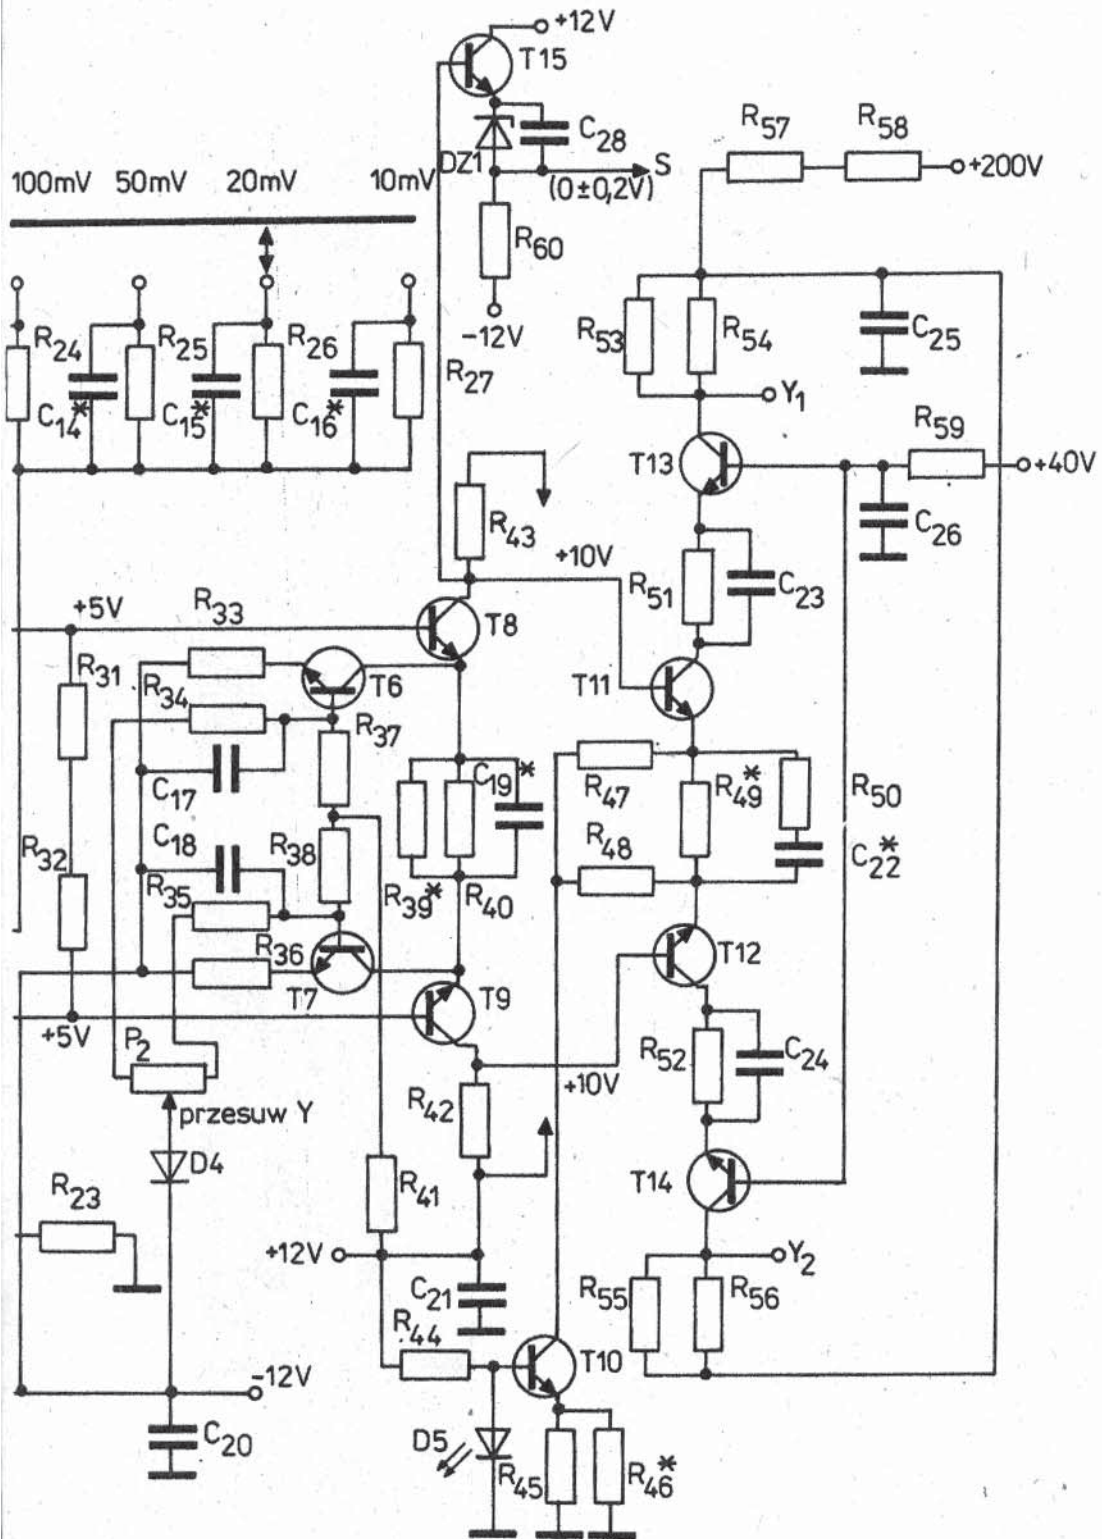 +12V
T15
C28
DZ1
S
(0±0,2V)
R57
R58
+200V
100mV
50mV
20mV
10mV
R60
-12V
R24
R25
R26
R27
C14*
C15*
C16*
R53
R54
C25
Y1
R59
T13
+40V
C26
R43
+10V
R51
C23
+5V
R33
T8
R31
R34
T6
T11
R37
C17
C19*
R47
R49*
R50
C18
R38
R48
C22*
R32
R35
R39*
R40
R36
T7
T9
T12
+5V
P2
R52
C24
+10V
R42
przesuw Y
D4
R41
T14
R23
+12V
Y2
C21
R55
R56
R44
T10
-12V
C20
D5
R45
R46*